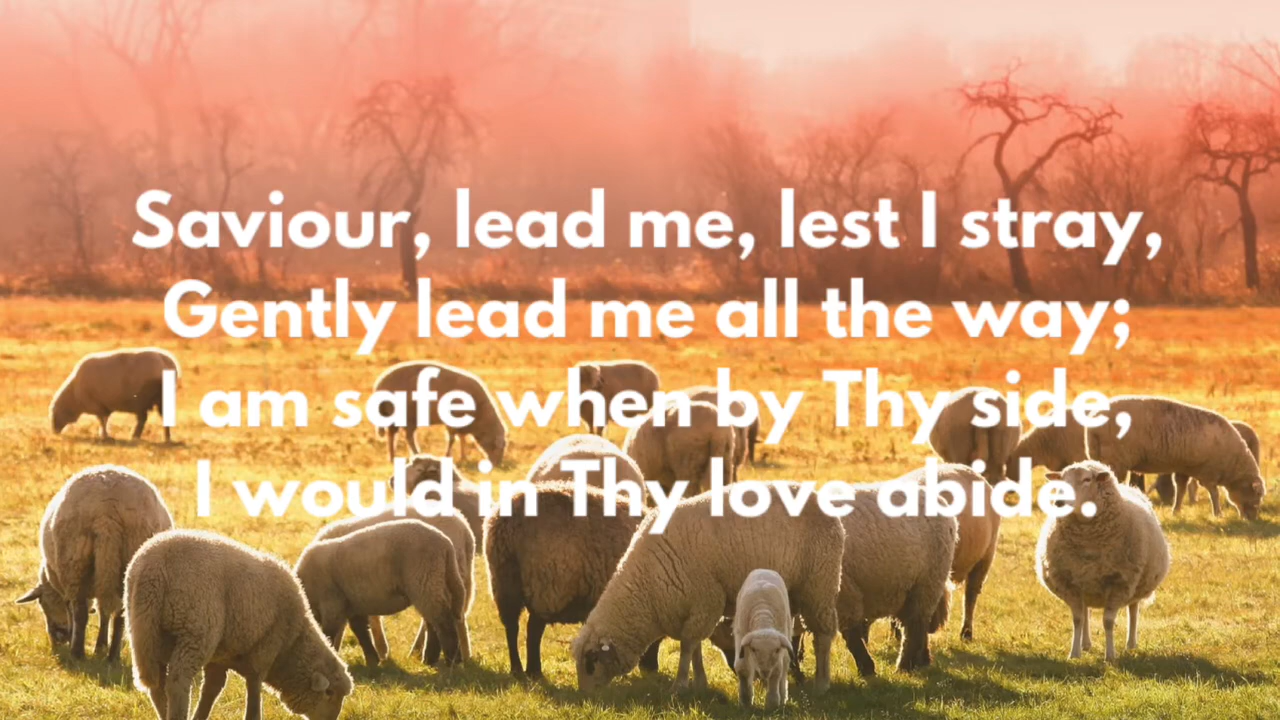 Saviour, lead me, lest I stray,
Gently lead me all the way;
I am safe when by Thy side,
I would in Thy love abide.